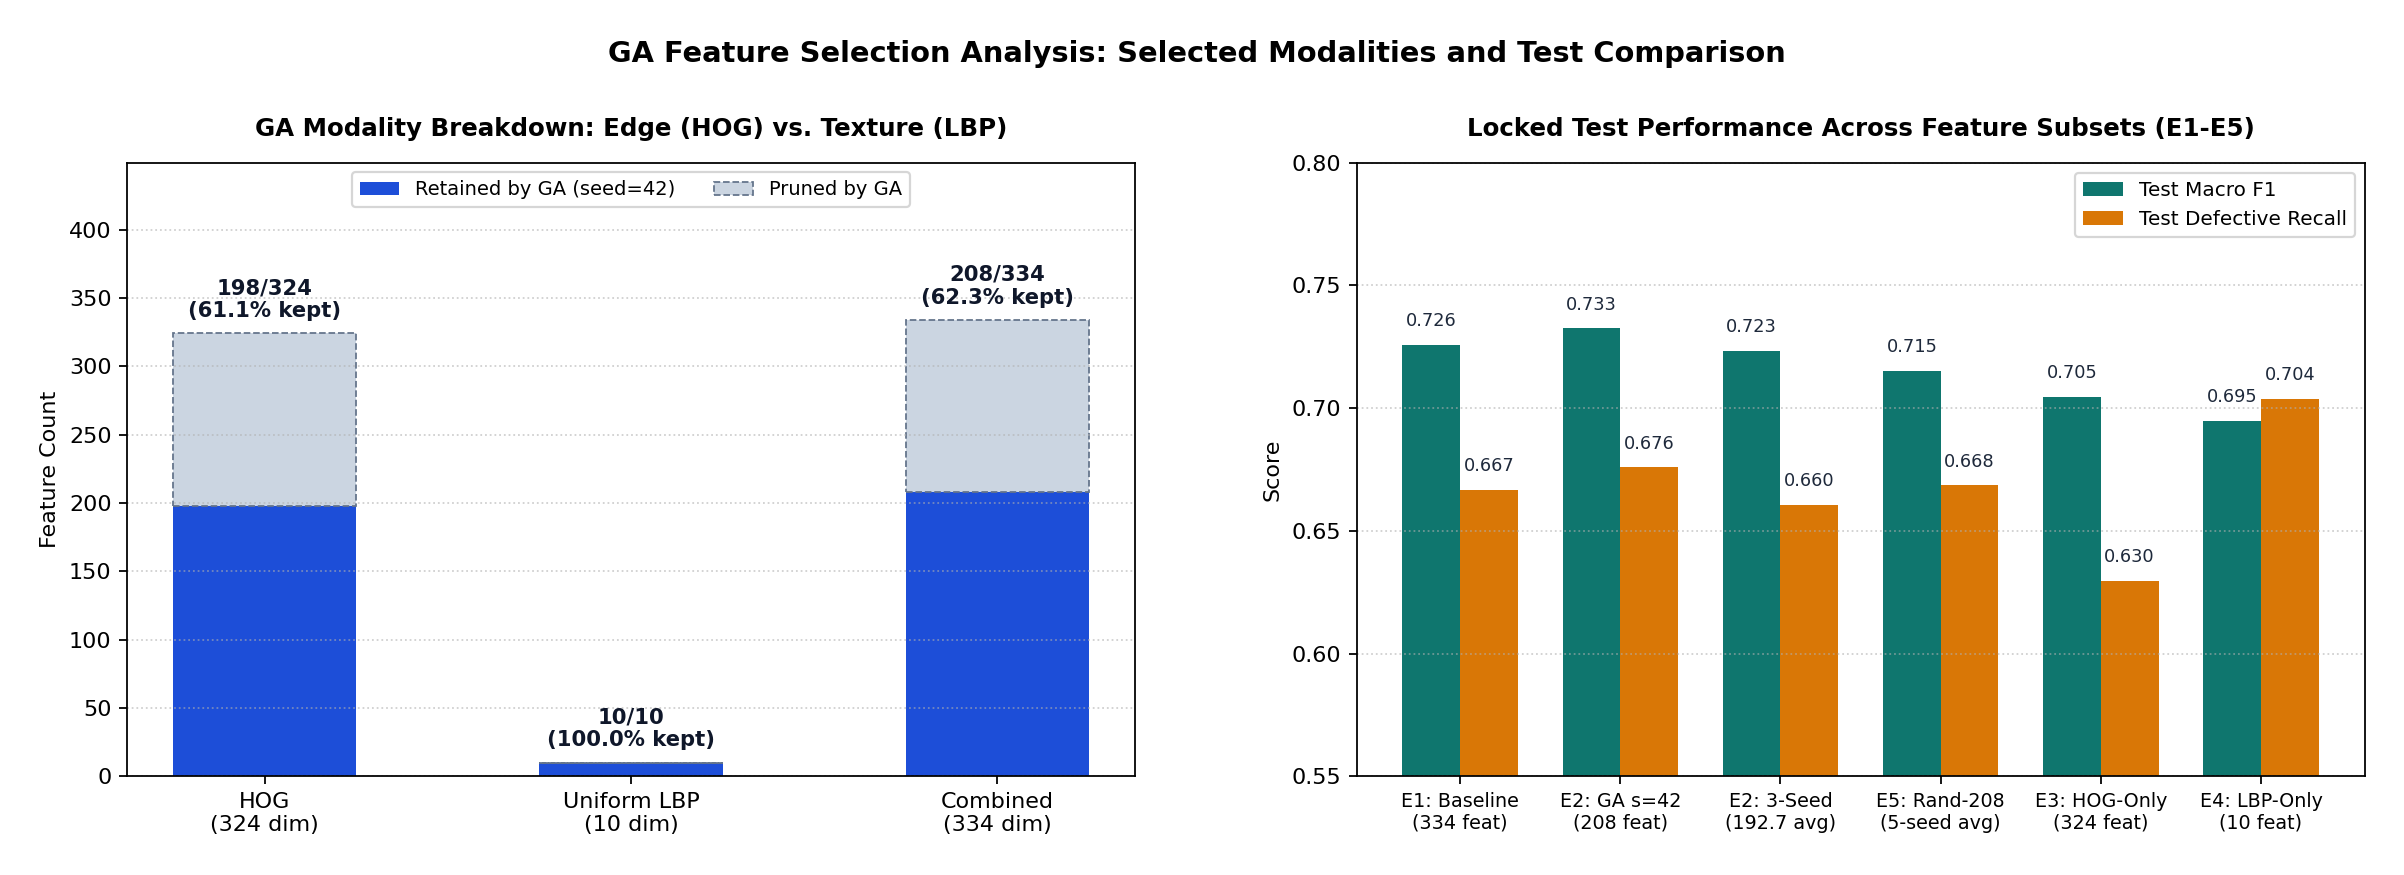 GA Feature Selection Analysis: Selected Modalities and Test Comparison
GA Modality Breakdown: Edge (HOG) vs. Texture (LBP)
Retained by GA (seed=42)
Pruned by GA
Feature Count
400
350
300
250
200
150
100
50
0
198/324
(61.1% kept)
10/10
(100.0% kept)
208/334
(62.3% kept)
HOG
(324 dim)
Uniform LBP
(10 dim)
Combined
(334 dim)
Locked Test Performance Across Feature Subsets (E1-E5)
Test Macro F1
Test Defective Recall
Score
0.80
0.75
0.70
0.65
0.60
0.55
0.726
0.667
0.733
0.676
0.723
0.660
0.715
0.668
0.705
0.630
0.695
0.704
E1: Baseline
(334 feat)
E2: GA s=42
(208 feat)
E2: 3-Seed
(192.7 avg)
E5: Rand-208
(5-seed avg)
E3: HOG-Only
(324 feat)
E4: LBP-Only
(10 feat)